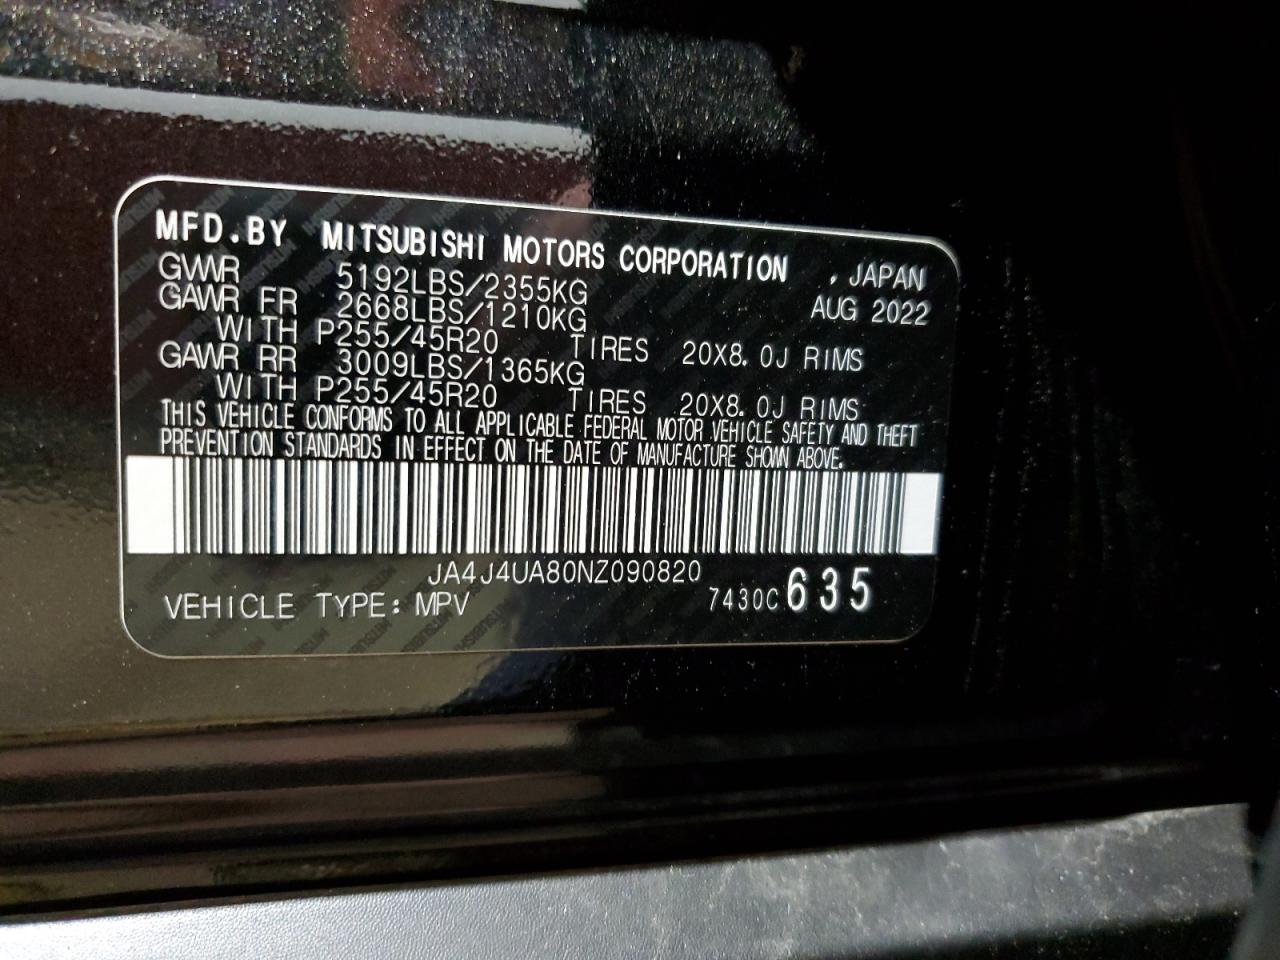 MFD.BY MITSUBISHI MOTORS CORPORATION , JAPAN
GVWR 5192LBS/2355KG AUG 2022
GAWR FR 2668LBS/1210KG
WITH P255/45R20 TIRES 20X8.0J RIMS
GAWR RR 3009LBS/1365KG
WITH P255/45R20 TIRES 20X8.0J RIMS
THIS VEHICLE CONFORMS TO ALL APPLICABLE FEDERAL MOTOR VEHICLE SAFETY AND THEFT
PREVENTION STANDARDS IN EFFECT ON THE DATE OF MANUFACTURE SHOWN ABOVE.
JA4J4UA80NZ090820
VEHICLE TYPE: MPV 7430C 635